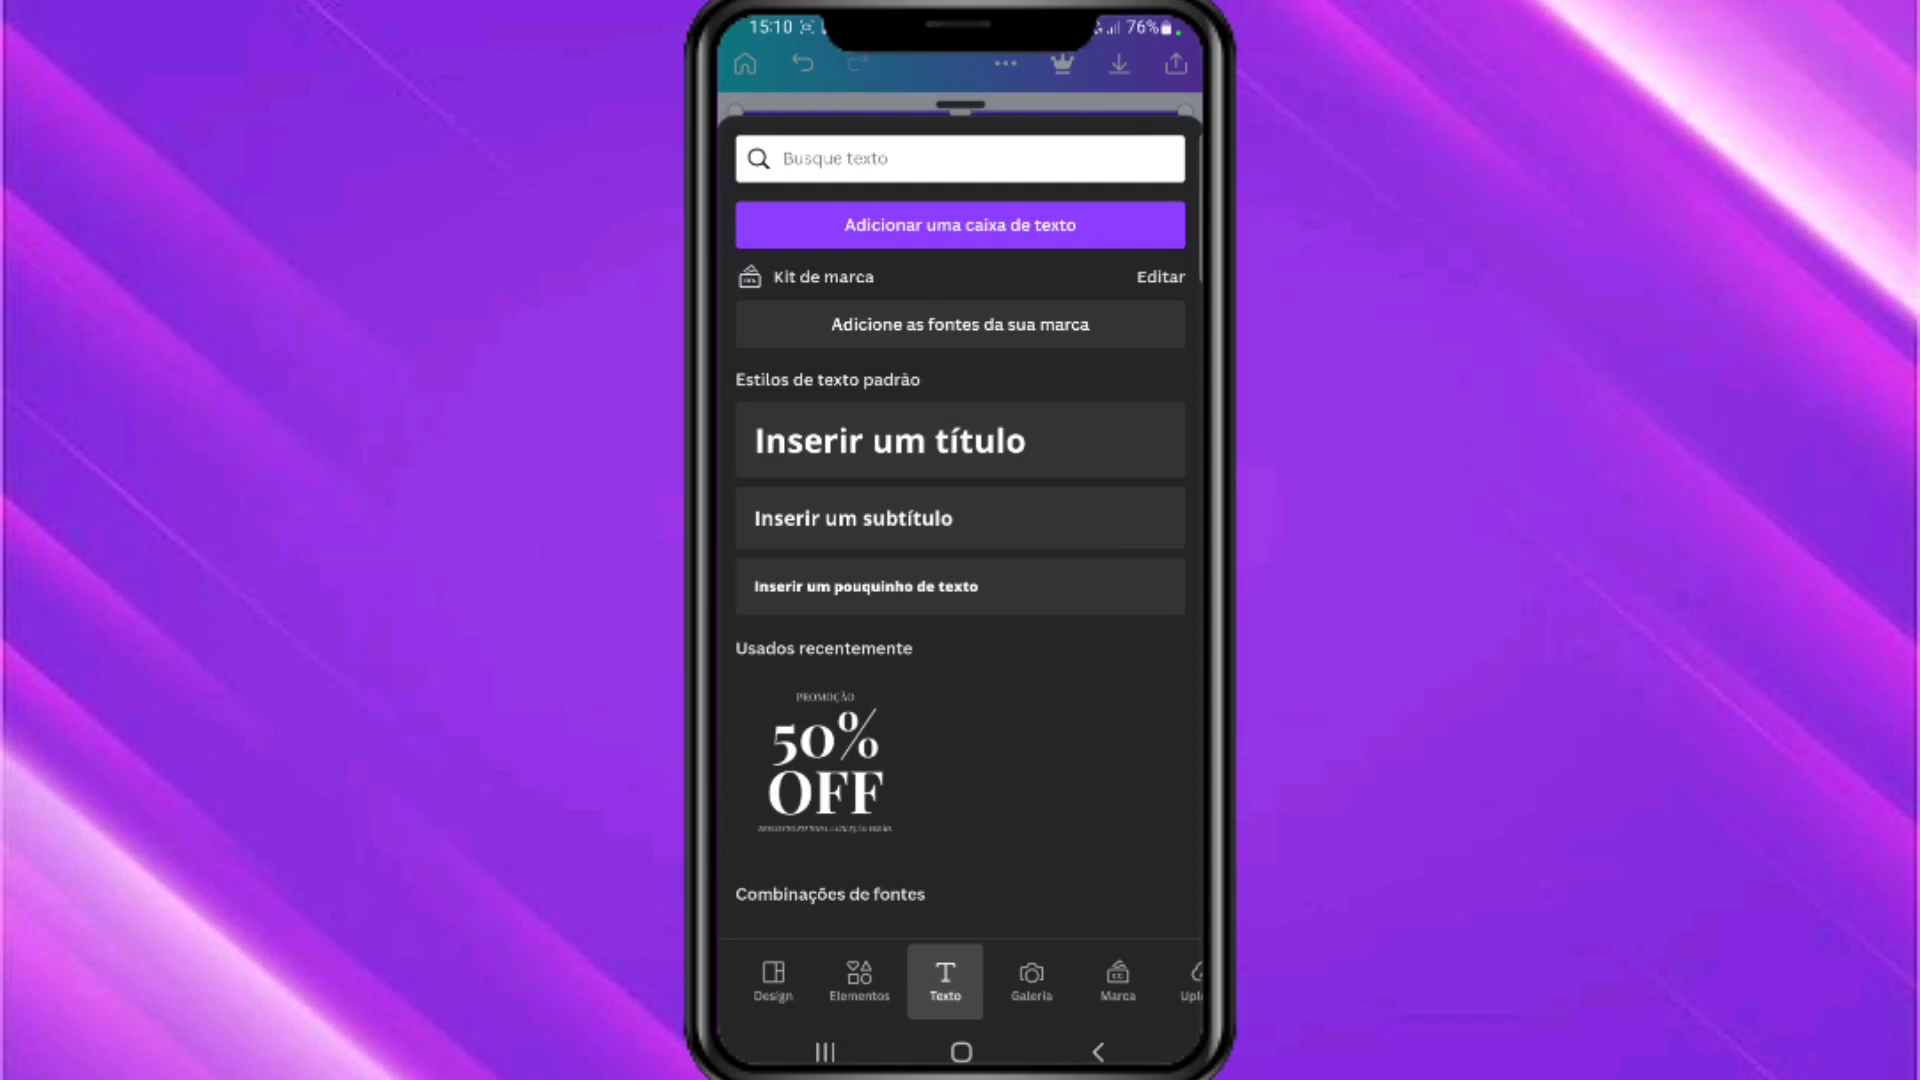 15:10
76%
Busque texto
Adicionar uma caixa de texto
Kit de marca
Editar
Adicione as fontes da sua marca
Estilos de texto padrão
Inserir um título
Inserir um subtítulo
Inserir um pouquinho de texto
Usados recentemente
PROMOÇÃO
50%
OFF
Combinações de fontes
Design
Elementos
Texto
Galeria
Marca